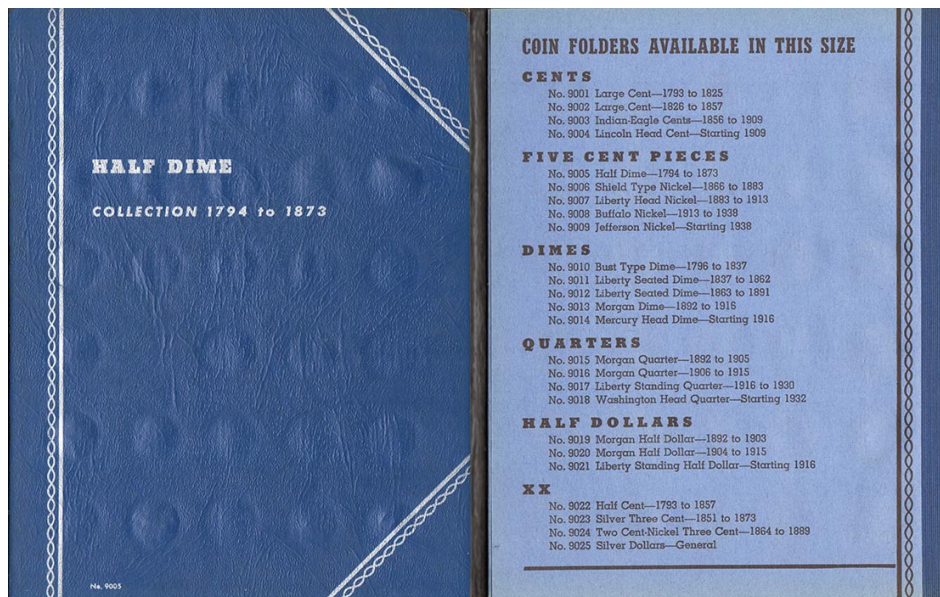 HALF DIME
COLLECTION 1794 to 1873
No. 9005
COIN FOLDERS AVAILABLE IN THIS SIZE
CENTS
No. 9001 Large Cent—1793 to 1825
No. 9002 Large Cent—1826 to 1857
No. 9003 Indian-Eagle Cents—1856 to 1909
No. 9004 Lincoln Head Cent—Starting 1909
FIVE CENT PIECES
No. 9005 Half Dime—1794 to 1873
No. 9006 Shield Type Nickel—1866 to 1883
No. 9007 Liberty Head Nickel—1883 to 1913
No. 9008 Buffalo Nickel—1913 to 1938
No. 9009 Jefferson Nickel—Starting 1938
DIMES
No. 9010 Bust Type Dime—1796 to 1837
No. 9011 Liberty Seated Dime—1837 to 1862
No. 9012 Liberty Seated Dime—1863 to 1891
No. 9013 Morgan Dime—1892 to 1916
No. 9014 Mercury Head Dime—Starting 1916
QUARTERS
No. 9015 Morgan Quarter—1892 to 1905
No. 9016 Morgan Quarter—1906 to 1915
No. 9017 Liberty Standing Quarter—1916 to 1930
No. 9018 Washington Head Quarter—Starting 1932
HALF DOLLARS
No. 9019 Morgan Half Dollar—1892 to 1903
No. 9020 Morgan Half Dollar—1904 to 1915
No. 9021 Liberty Standing Half Dollar—Starting 1916
XX
No. 9022 Half Cent—1793 to 1857
No. 9023 Silver Three Cent—1851 to 1873
No. 9024 Two Cent-Nickel Three Cent—1864 to 1889
No. 9025 Silver Dollars—General